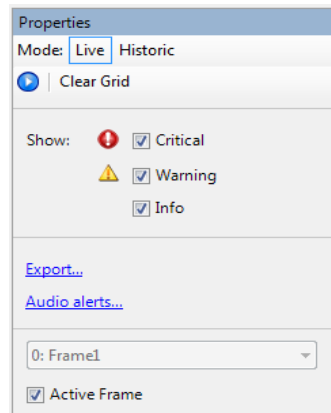 Properties
Mode: Live Historic
Clear Grid
Show: Critical
Warning
Info
Export...
Audio alerts...
0: Frame1
Active Frame